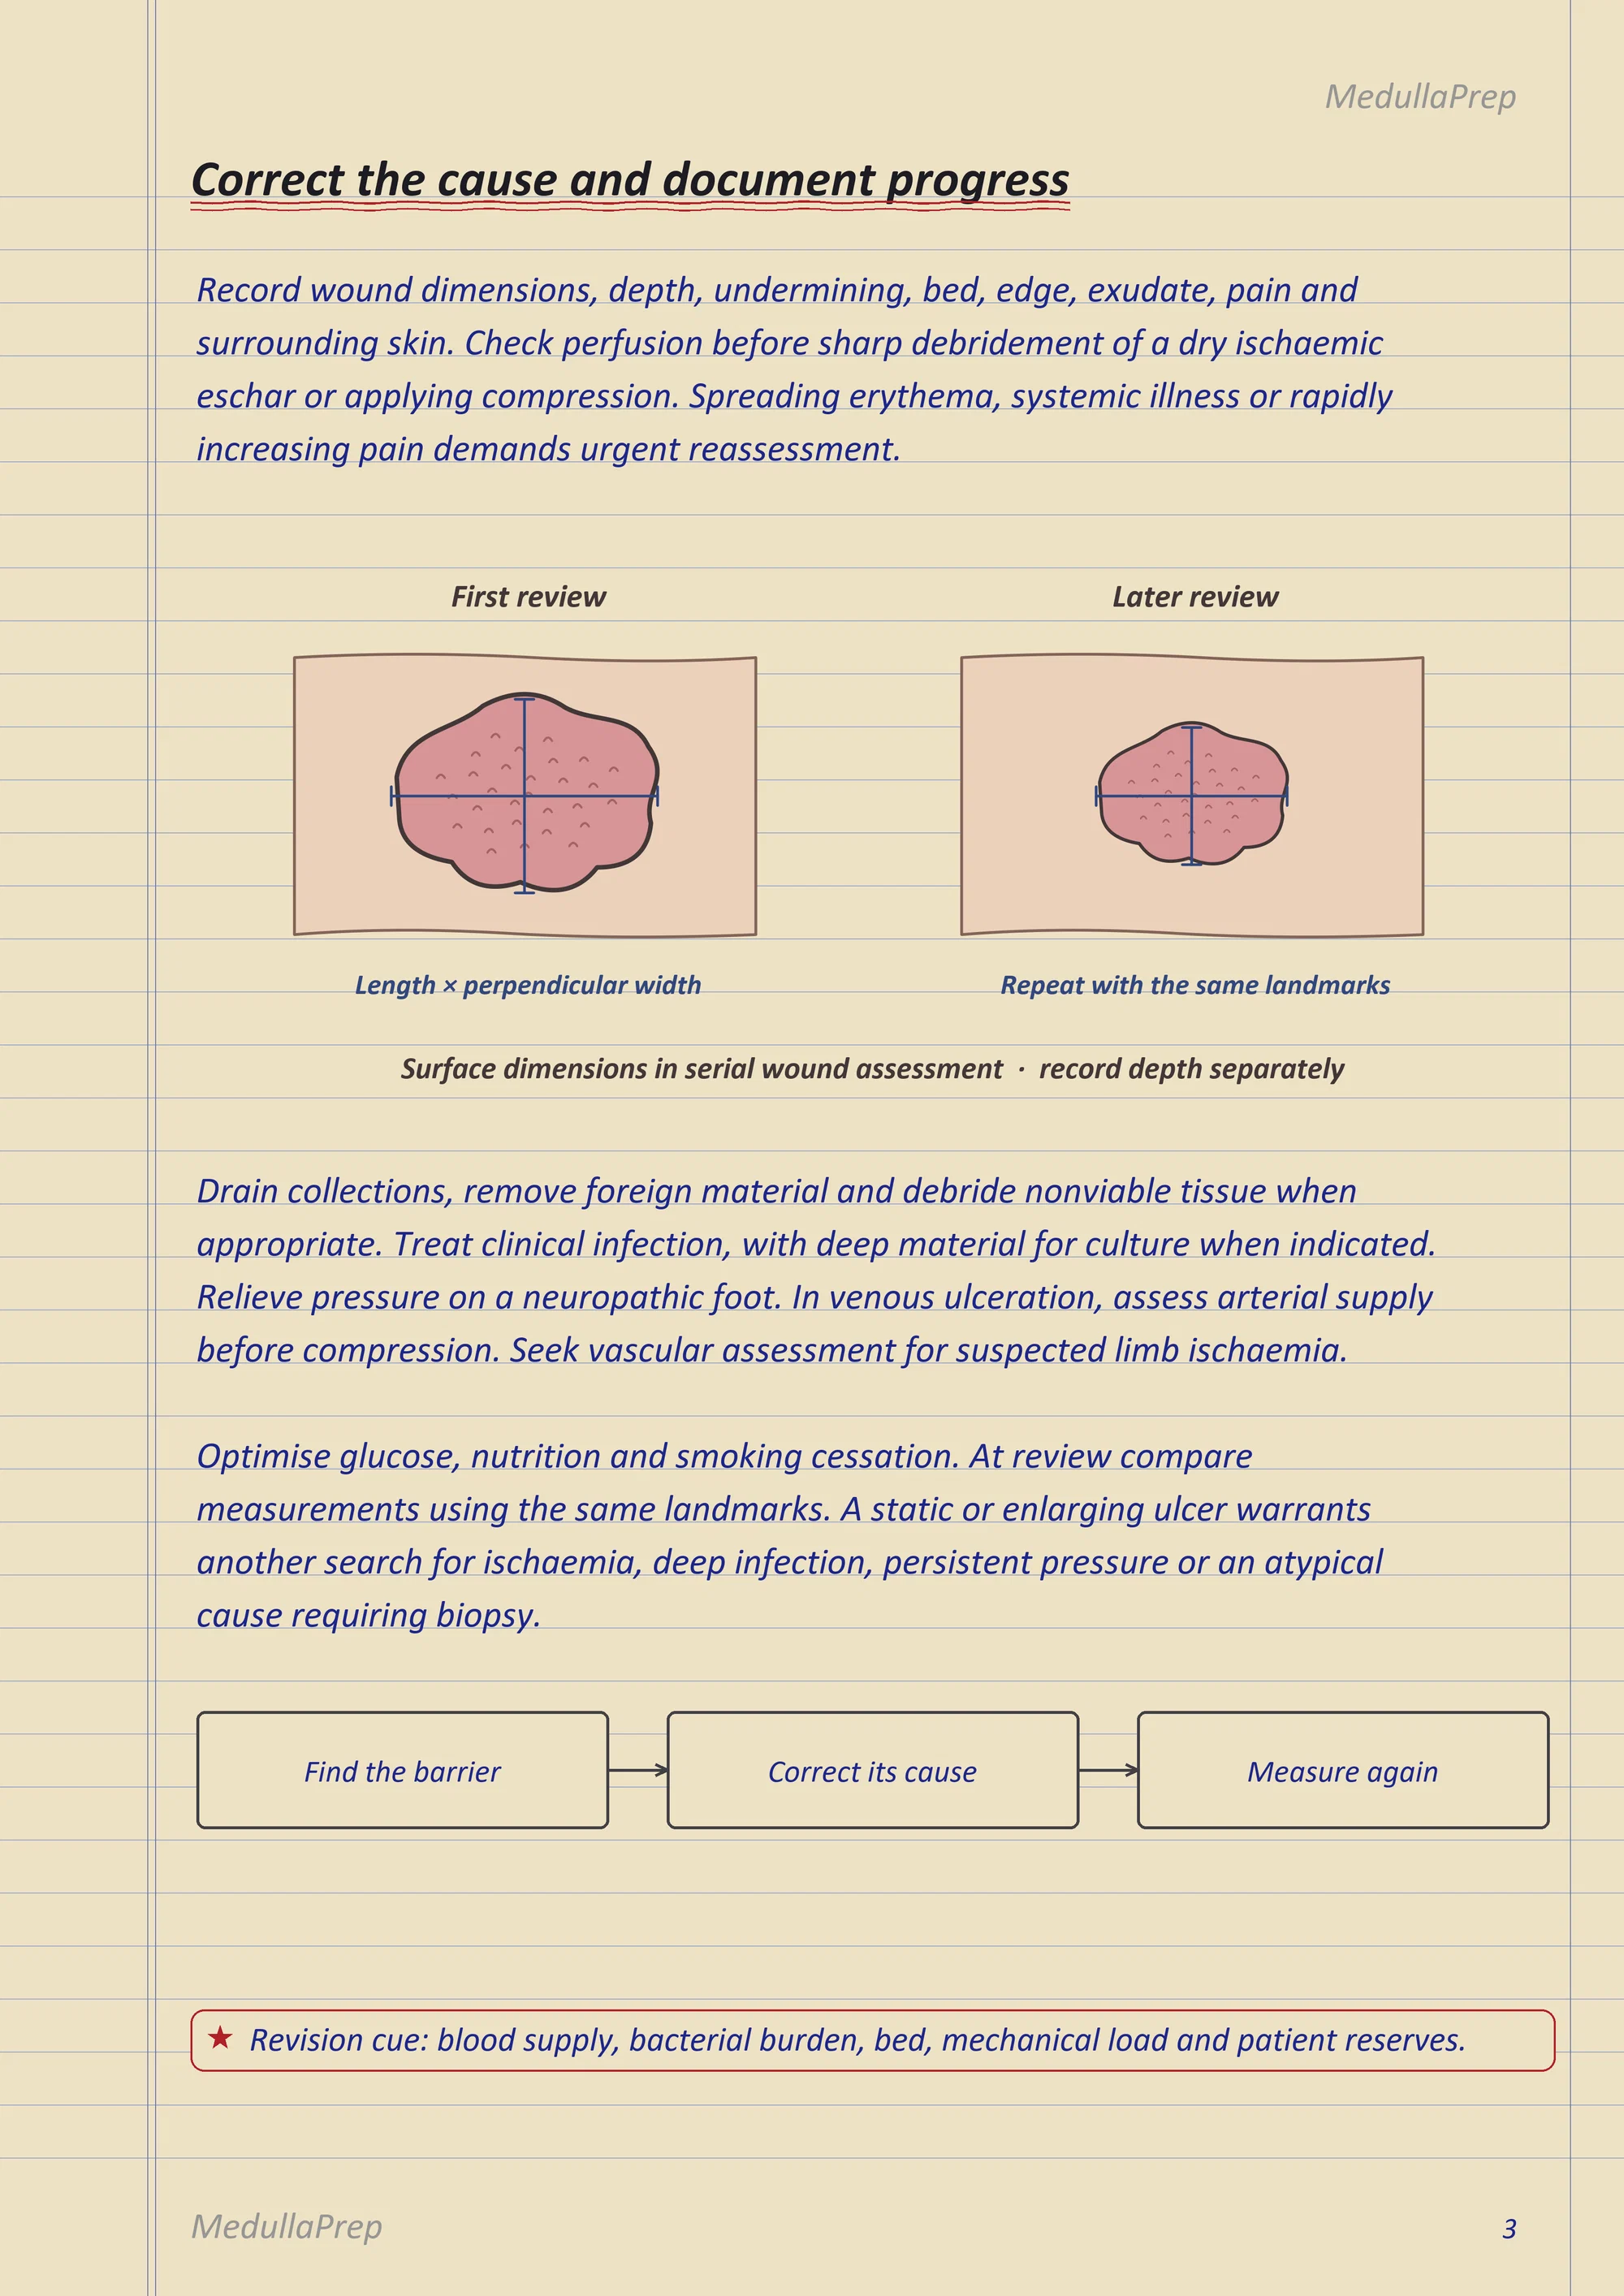 MedullaPrep
Correct the cause and document progress
Record wound dimensions, depth, undermining, bed, edge, exudate, pain and
surrounding skin. Check perfusion before sharp debridement of a dry ischaemic
eschar or applying compression. Spreading erythema, systemic illness or rapidly
increasing pain demands urgent reassessment.
First review
Later review
Length × perpendicular width
Repeat with the same landmarks
Surface dimensions in serial wound assessment · record depth separately
Drain collections, remove foreign material and debride nonviable tissue when
appropriate. Treat clinical infection, with deep material for culture when indicated.
Relieve pressure on a neuropathic foot. In venous ulceration, assess arterial supply
before compression. Seek vascular assessment for suspected limb ischaemia.
Optimise glucose, nutrition and smoking cessation. At review compare
measurements using the same landmarks. A static or enlarging ulcer warrants
another search for ischaemia, deep infection, persistent pressure or an atypical
cause requiring biopsy.
Find the barrier
Correct its cause
Measure again
★ Revision cue: blood supply, bacterial burden, bed, mechanical load and patient reserves.
MedullaPrep
3